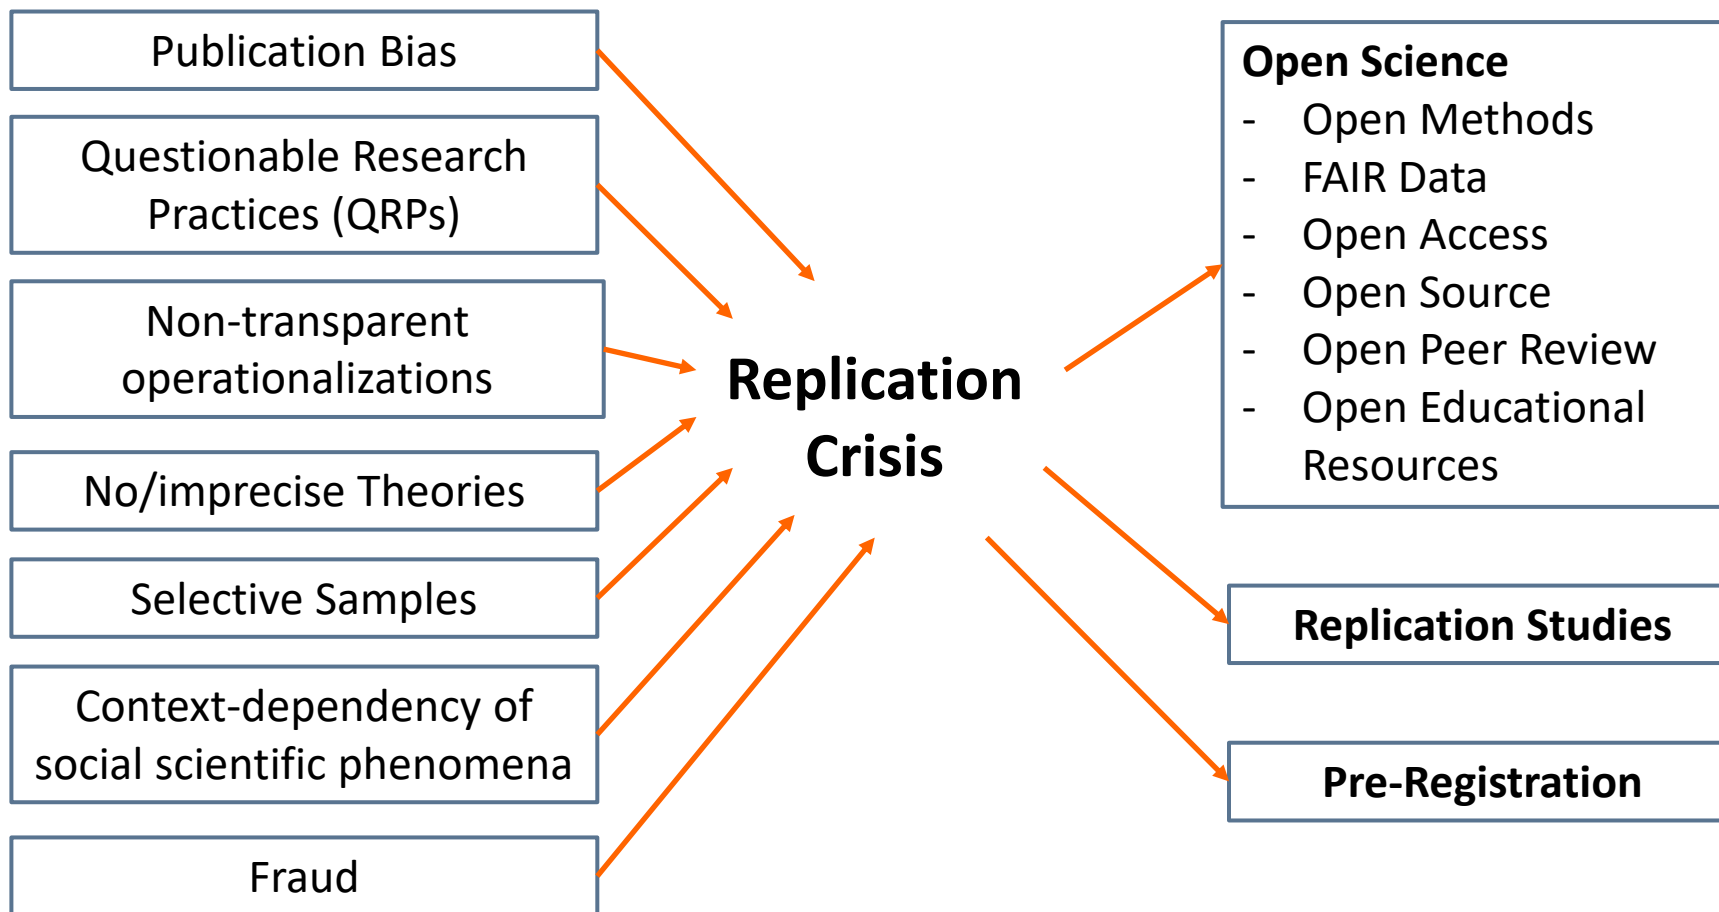 Publication Bias
Questionable Research
Practices (QRPs)
Non-transparent
operationalizations
No/imprecise Theories
Selective Samples
Context-dependency of
social scientific phenomena
Fraud
Replication
Crisis
Open Science
- Open Methods
- FAIR Data
- Open Access
- Open Source
- Open Peer Review
- Open Educational
Resources
Replication Studies
Pre-Registration